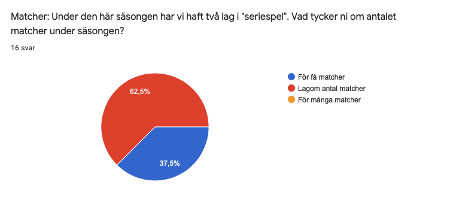 Matcher: Under den här säsongen har vi haft två lag i "seriespel". Vad tycker ni om antalet
matcher under säsongen?
16 svar
62,5%
37,5%
För få matcher
Lagom antal matcher
För många matcher